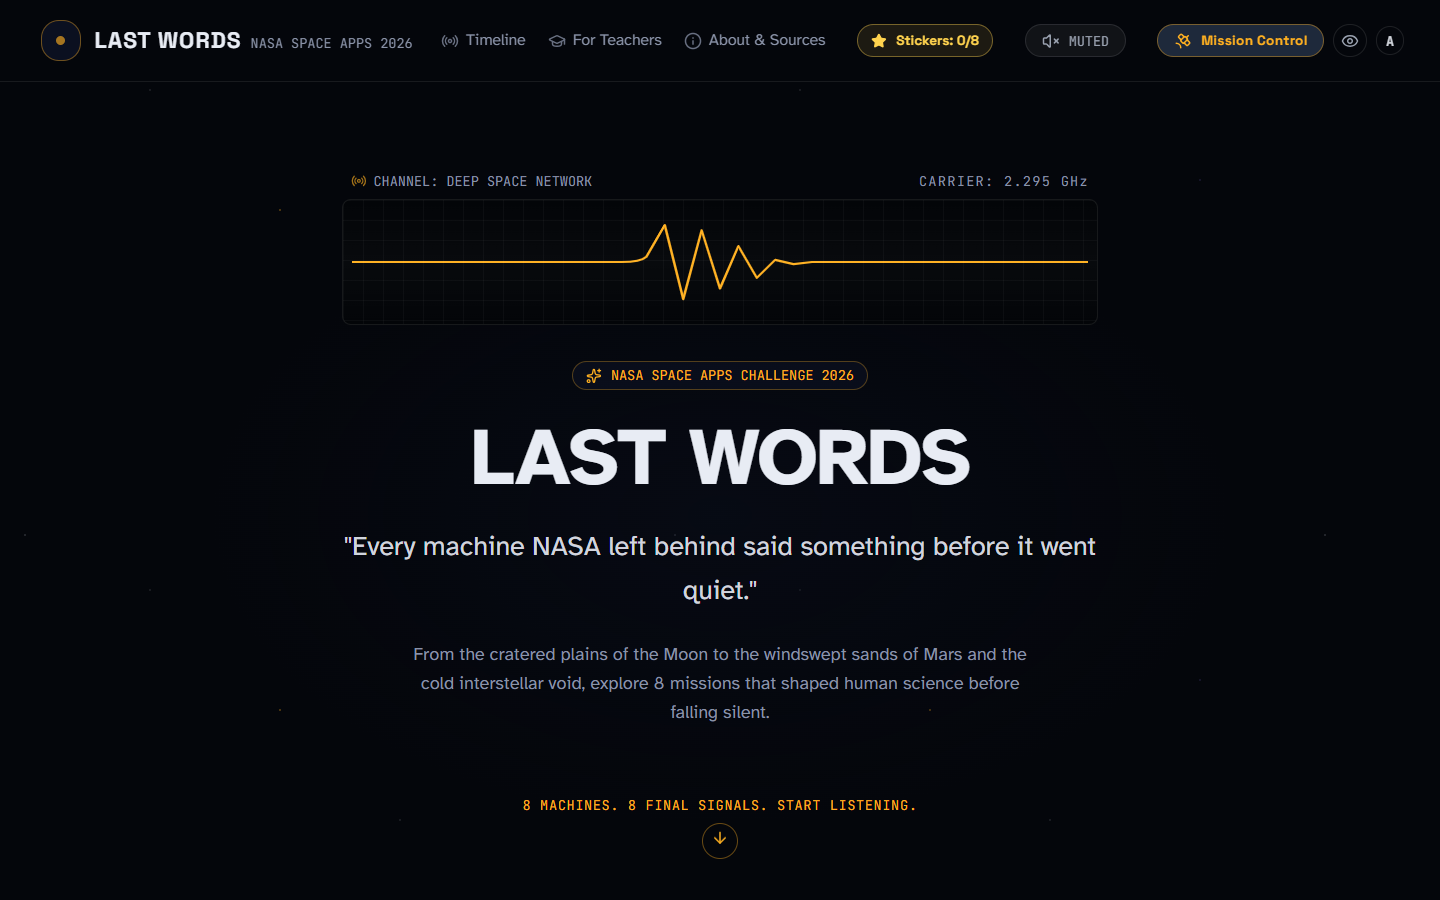 LAST WORDS NASA SPACE APPS 2026 Timeline For Teachers About & Sources Stickers: 0/8 MUTED Mission Control A
CHANNEL: DEEP SPACE NETWORK CARRIER: 2.295 GHz
NASA SPACE APPS CHALLENGE 2026
LAST WORDS
"Every machine NASA left behind said something before it went
quiet."
From the cratered plains of the Moon to the windswept sands of Mars and the
cold interstellar void, explore 8 missions that shaped human science before
falling silent.
8 MACHINES. 8 FINAL SIGNALS. START LISTENING.